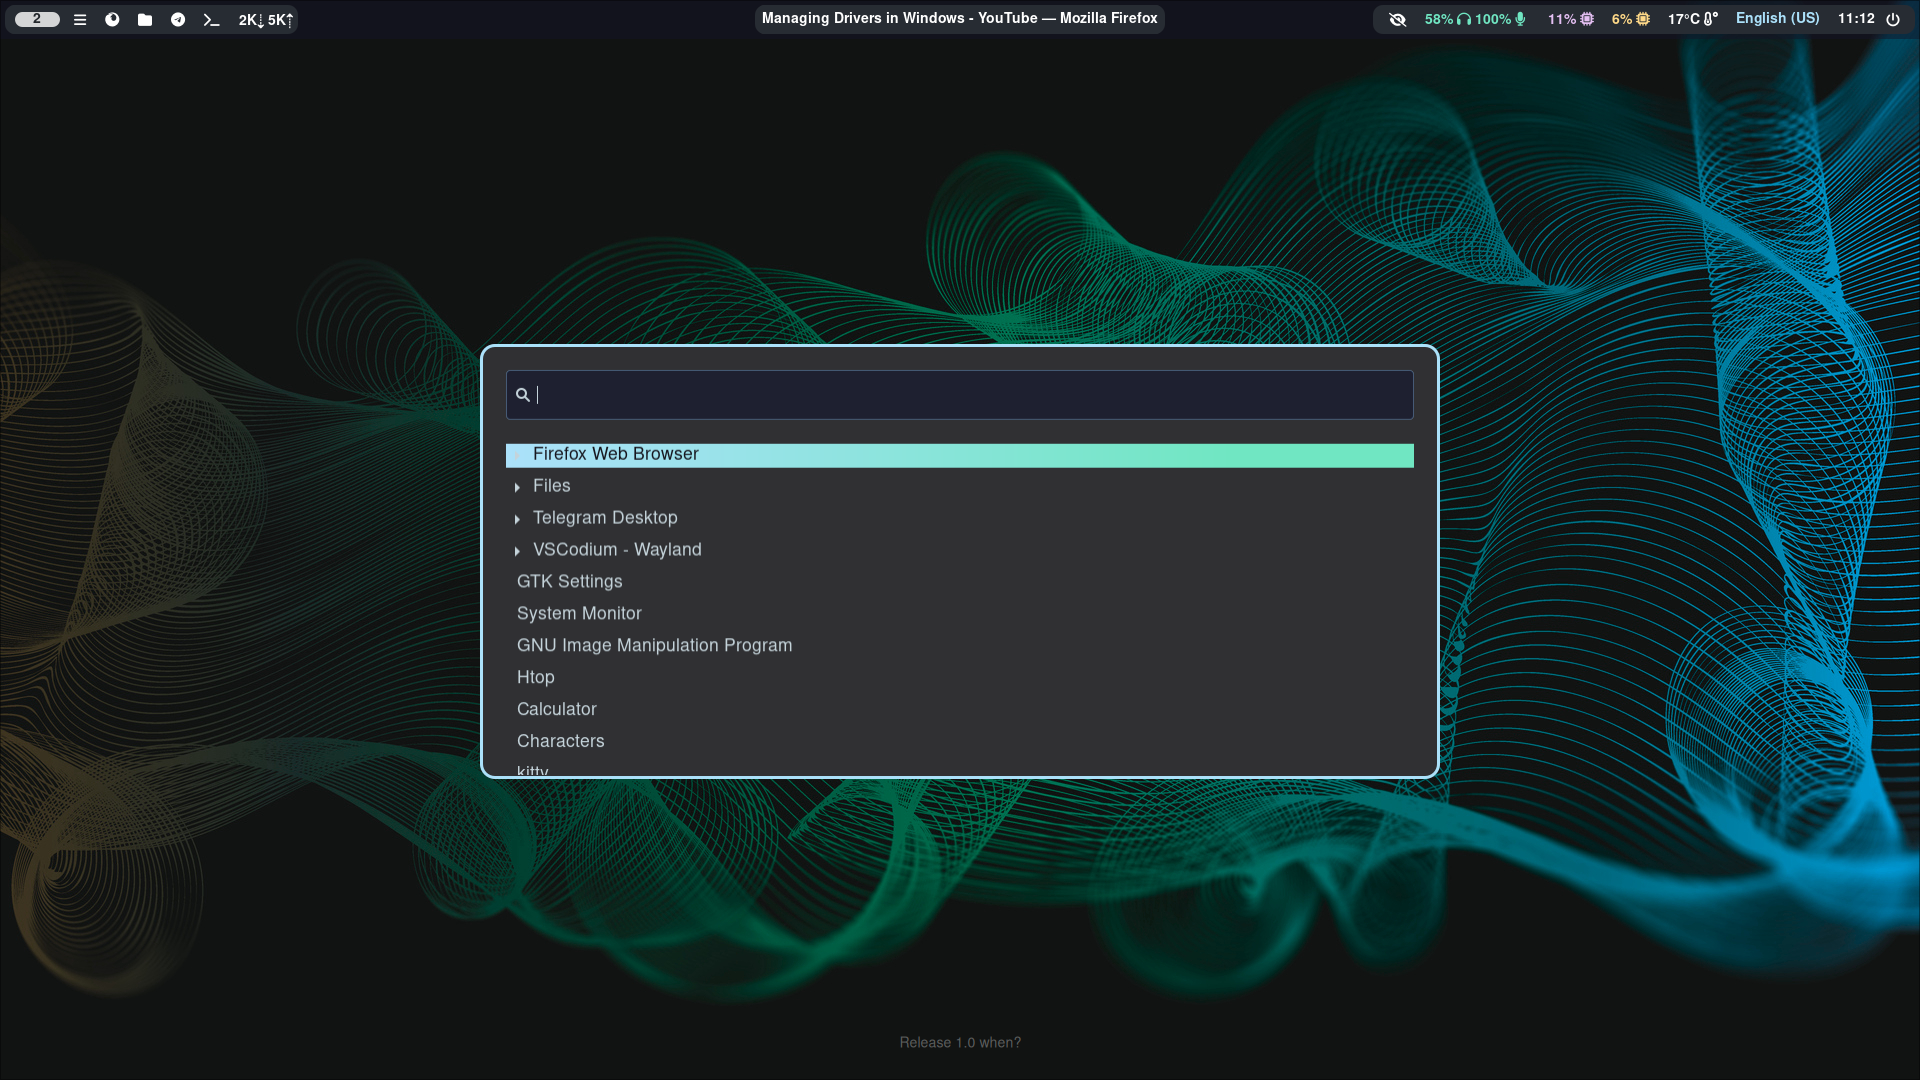 2
2K 5K
Managing Drivers in Windows - YouTube — Mozilla Firefox
58% 100% 11% 6% 17°C English (US) 11:12
Firefox Web Browser
Files
Telegram Desktop
VSCodium - Wayland
GTK Settings
System Monitor
GNU Image Manipulation Program
Htop
Calculator
Characters
kitty
Release 1.0 when?